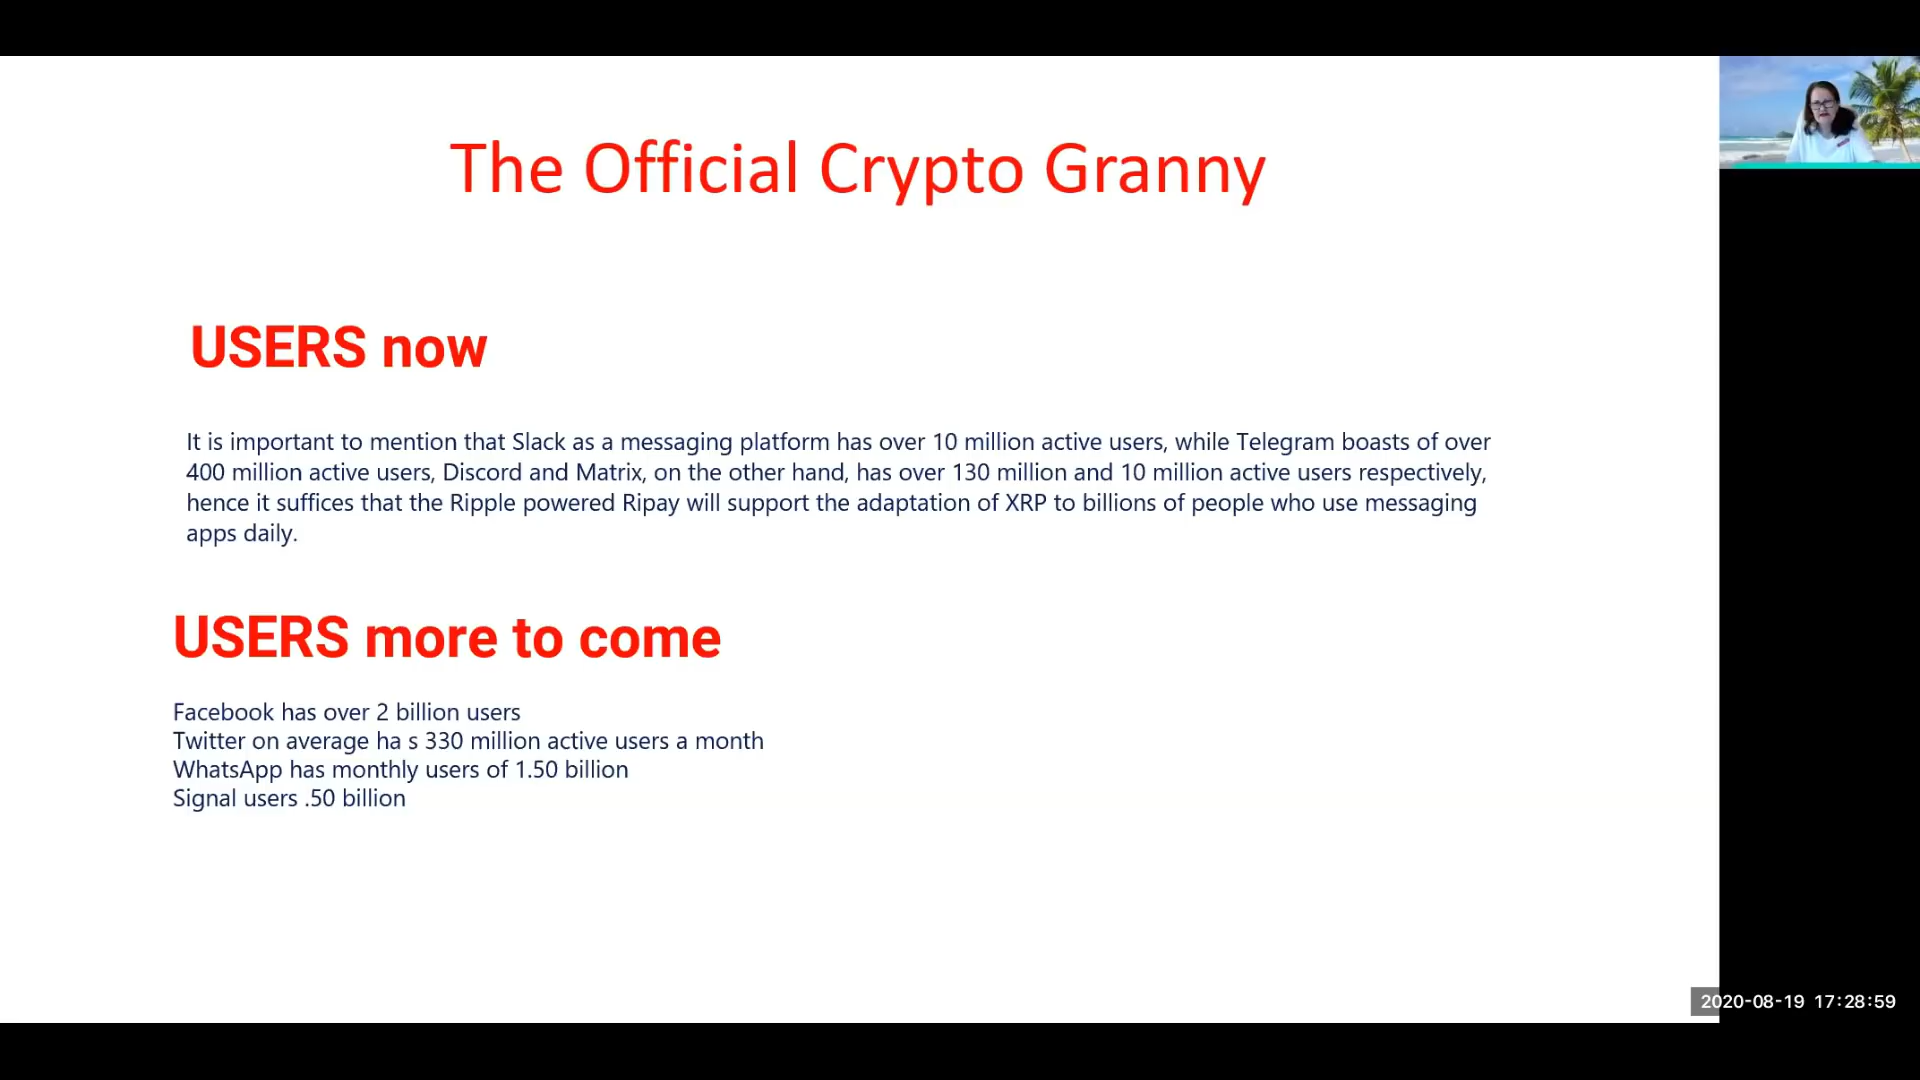 The Official Crypto Granny
USERS now
It is important to mention that Slack as a messaging platform has over 10 million active users, while Telegram boasts of over
400 million active users, Discord and Matrix, on the other hand, has over 130 million and 10 million active users respectively,
hence it suffices that the Ripple powered Ripay will support the adaptation of XRP to billions of people who use messaging
apps daily.
USERS more to come
Facebook has over 2 billion users
Twitter on average ha s 330 million active users a month
WhatsApp has monthly users of 1.50 billion
Signal users .50 billion
2020-08-19 17:28:59